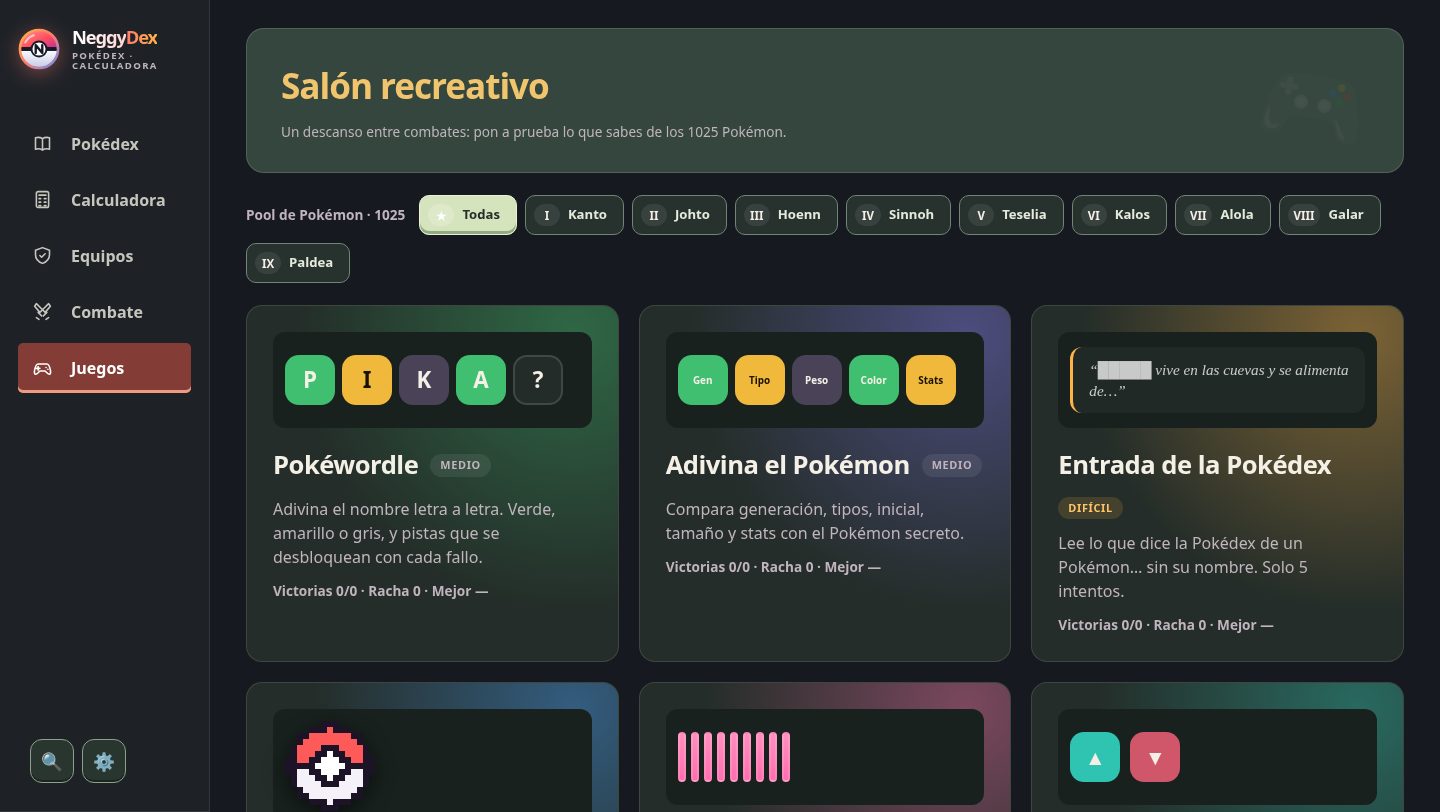 NeggyDex
POKÉDEX ·
CALCULADORA
Pokédex
Calculadora
Equipos
Combate
Juegos
Salón recreativo
Un descanso entre combates: pon a prueba lo que sabes de los 1025 Pokémon.
Pool de Pokémon · 1025
★ Todas
I Kanto
II Johto
III Hoenn
IV Sinnoh
V Teselia
VI Kalos
VII Alola
VIII Galar
IX Paldea
P I K A ?
Pokéwordle MEDIO
Adivina el nombre letra a letra. Verde,
amarillo o gris, y pistas que se
desbloquean con cada fallo.
Victorias 0/0 · Racha 0 · Mejor —
Gen Tipo Peso Color Stats
Adivina el Pokémon MEDIO
Compara generación, tipos, inicial,
tamaño y stats con el Pokémon secreto.
Victorias 0/0 · Racha 0 · Mejor —
“██████ vive en las cuevas y se alimenta
de…”
Entrada de la Pokédex
DIFÍCIL
Lee lo que dice la Pokédex de un
Pokémon... sin su nombre. Solo 5
intentos.
Victorias 0/0 · Racha 0 · Mejor —
▲ ▼